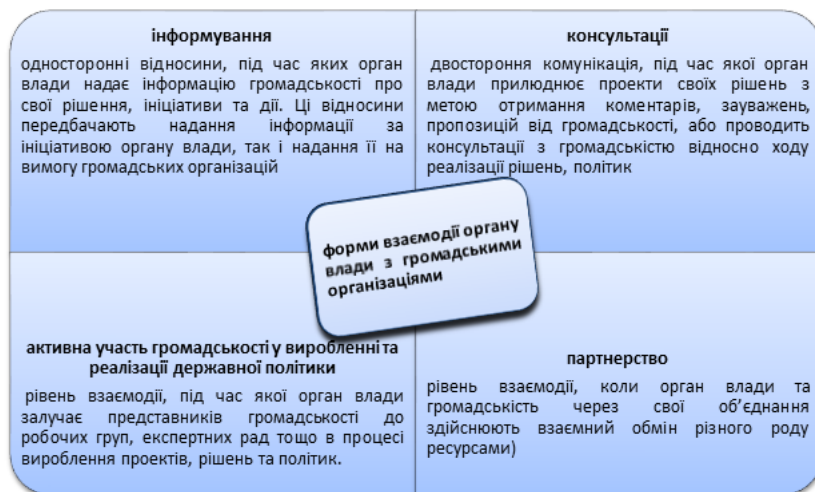 інформування
односторонні відносини, під час яких орган
влади надає інформацію громадськості про
свої рішення, ініціативи та дії. Ці відносини
передбачають надання інформації за
ініціативою органу влади, так і надання її на
вимогу громадських організацій
консультації
двостороння комунікація, під час якої орган
влади прилюднює проекти своїх рішень з
метою отримання коментарів, зауважень,
пропозицій від громадськості, або проводить
консультації з громадськістю відносно ходу
реалізації рішень, політик
форми взаємодії органу
влади з громадськими
організаціями
активна участь громадськості у виробленні та
реалізації державної політики
рівень взаємодії, під час якої орган влади
залучає представників громадськості до
робочих груп, експертних рад тощо в процесі
вироблення проектів, рішень та політик.
партнерство
рівень взаємодії, коли орган влади та
громадськість через свої об’єднання
здійснюють взаємний обмін різного роду
ресурсами)